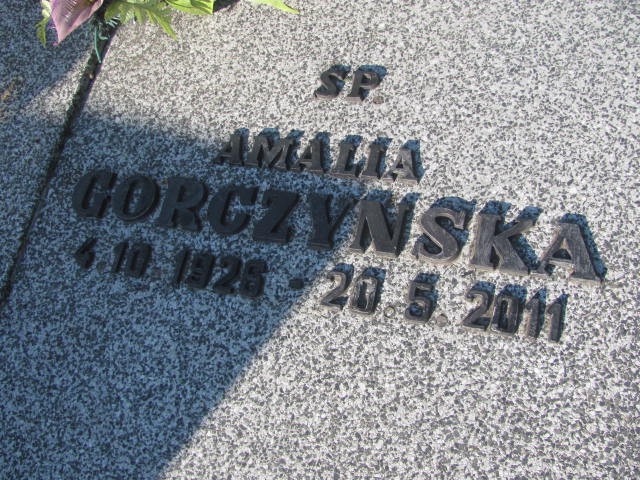 SP.
AMALIA
GORCZYNSKA
4.10.1926 - 20.5.2011